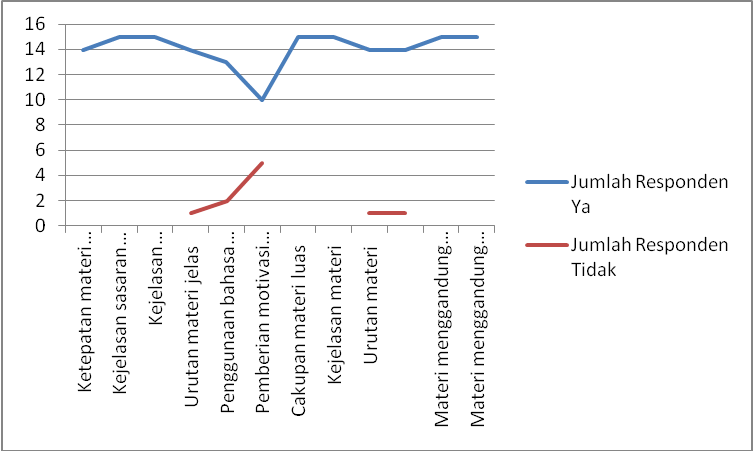 16
14
12
10
8
6
4
2
0
Ketepatan materi...
Kejelasan sasaran...
Kejelasan...
Urutan materi jelas
Penggunaan bahasa...
Pemberian motivasi...
Cakupan materi luas
Kejelasan materi
Urutan materi
Materi menggandung...
Materi menggandung...
Jumlah Responden
Ya
Jumlah Responden
Tidak